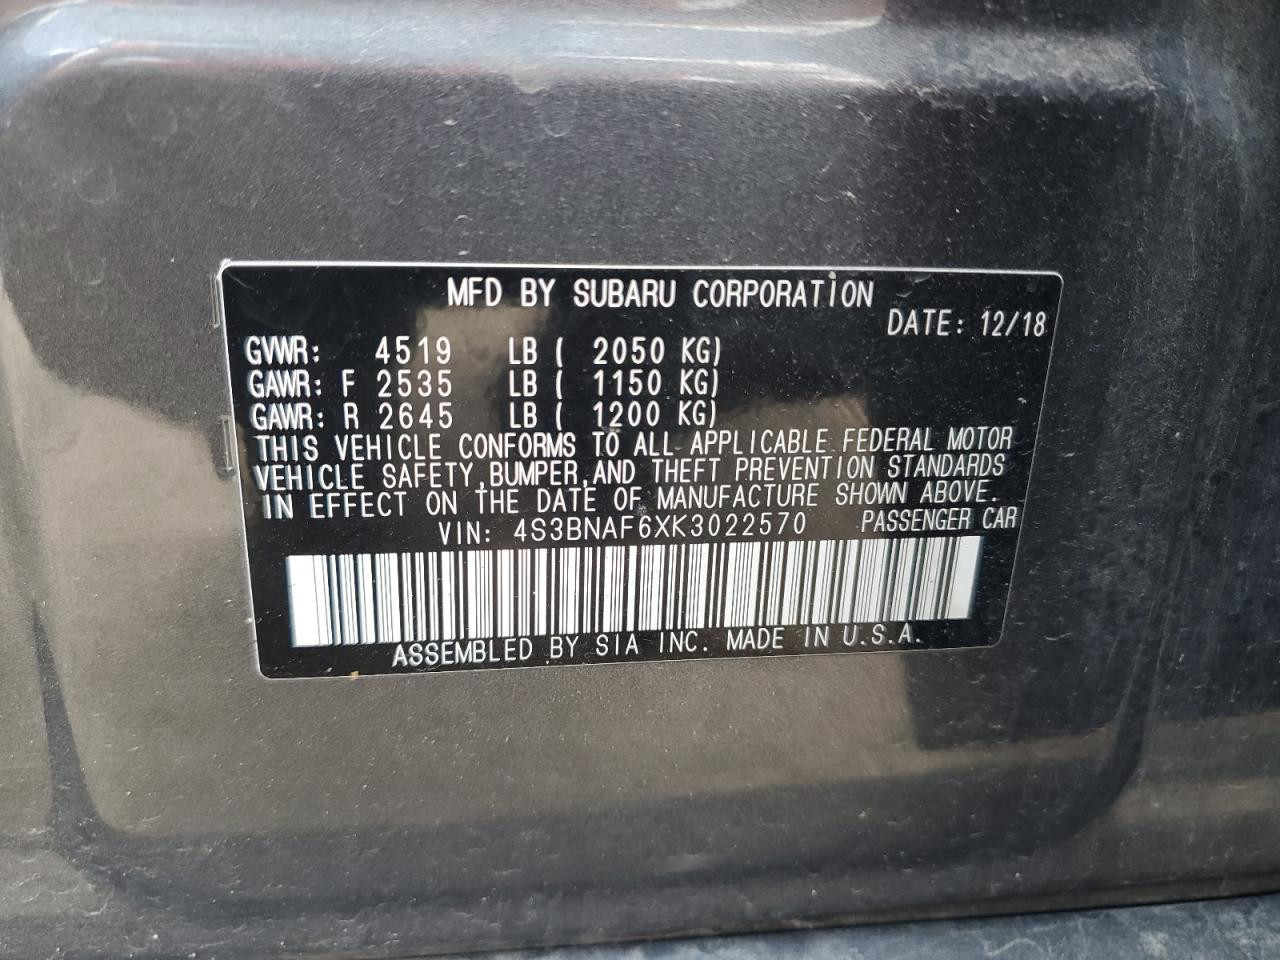 MFD BY SUBARU CORPORATION
DATE: 12/18
GVWR: 4519 LB ( 2050 KG)
GAWR: F 2535 LB ( 1150 KG)
GAWR: R 2645 LB ( 1200 KG)
THIS VEHICLE CONFORMS TO ALL APPLICABLE FEDERAL MOTOR
VEHICLE SAFETY,BUMPER,AND THEFT PREVENTION STANDARDS
IN EFFECT ON THE DATE OF MANUFACTURE SHOWN ABOVE.
VIN: 4S3BNAF6XK3022570 PASSENGER CAR
ASSEMBLED BY SIA INC. MADE IN U.S.A.